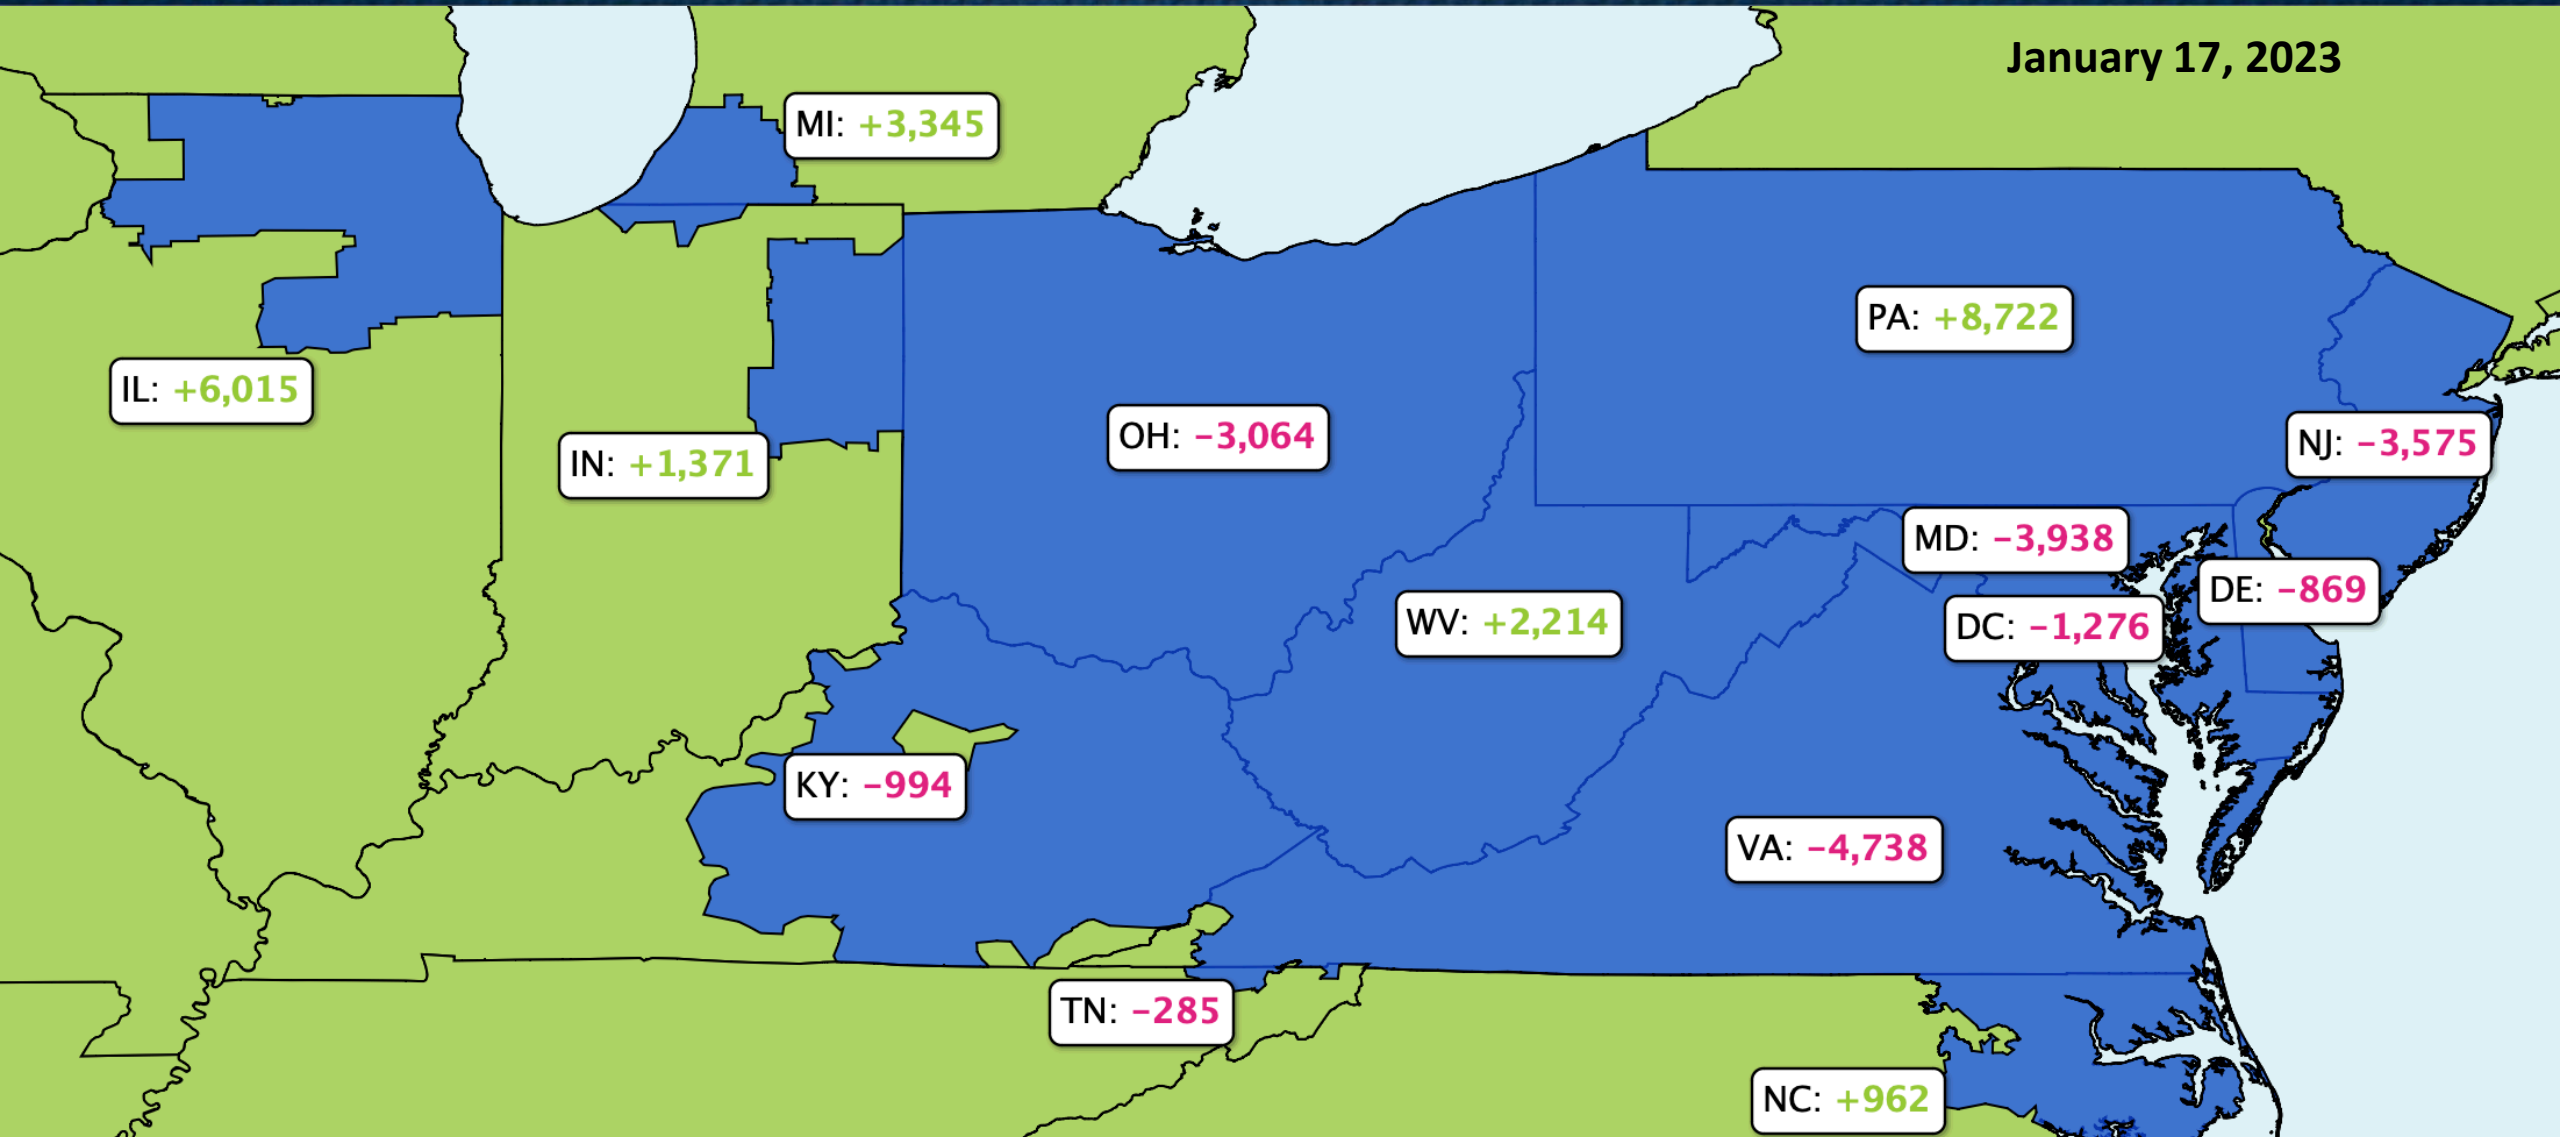 January 17, 2023
MI: +3,345
PA: +8,722
IL: +6,015
OH: −3,064
NJ: −3,575
IN: +1,371
MD: −3,938
DE: −869
WV: +2,214
DC: −1,276
KY: −994
VA: −4,738
TN: −285
NC: +962